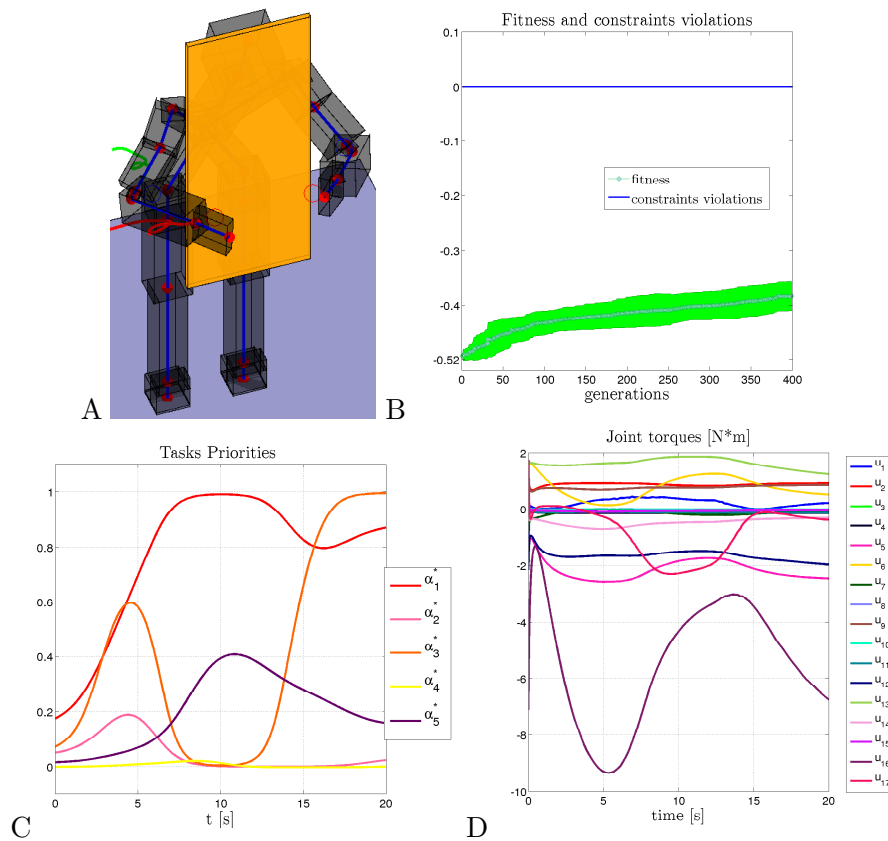 A
B
Fitness and constraints violations
0.1
0
-0.1
-0.2
-0.3
-0.4
-0.52
0 50 100 150 200 250 300 350 400
generations
fitness
constraints violations
C
Tasks Priorities
1
0.8
0.6
0.4
0.2
0
0 5 10 15 20
t [s]
α*1
α*2
α*3
α*4
α*5
D
Joint torques [N*m]
2
0
-2
-4
-6
-8
-10
0 5 10 15 20
time [s]
u1
u2
u3
u4
u5
u6
u7
u8
u9
u10
u11
u12
u13
u14
u15
u16
u17